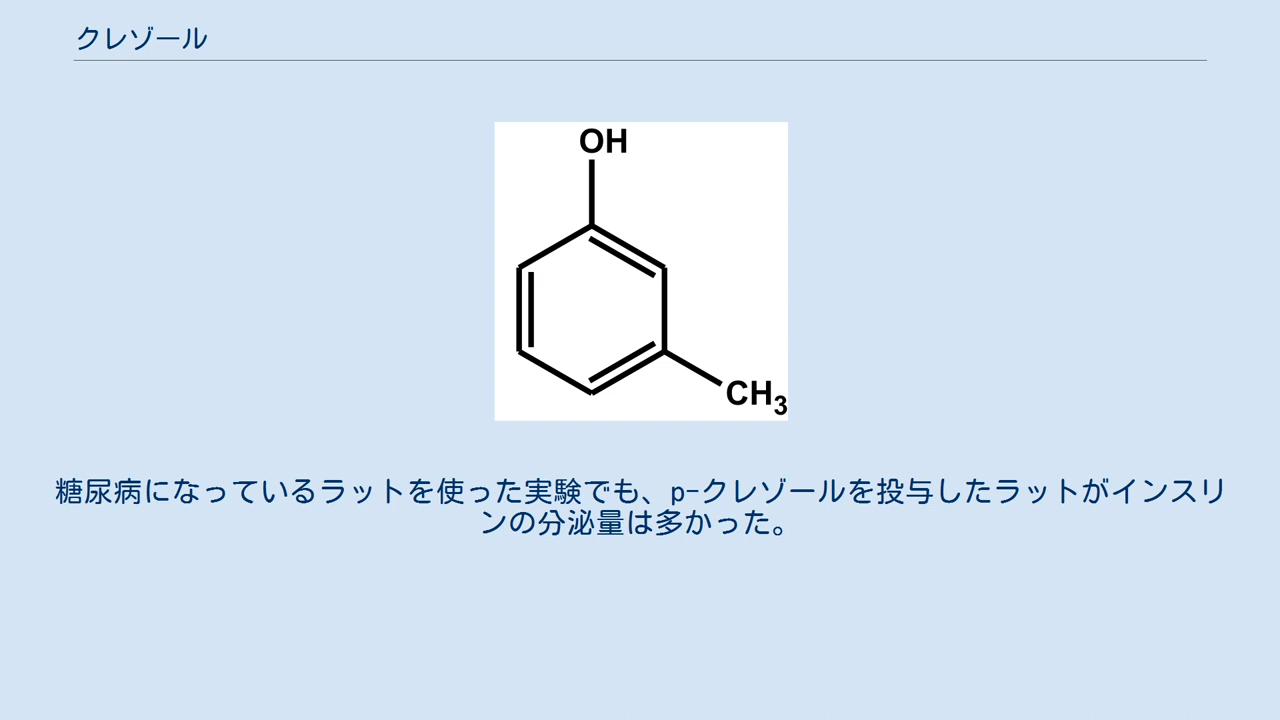 クレゾール
OH
CH3
糖尿病になっているラットを使った実験でも、p-クレゾールを投与したラットがインスリ
ンの分泌量は多かった。